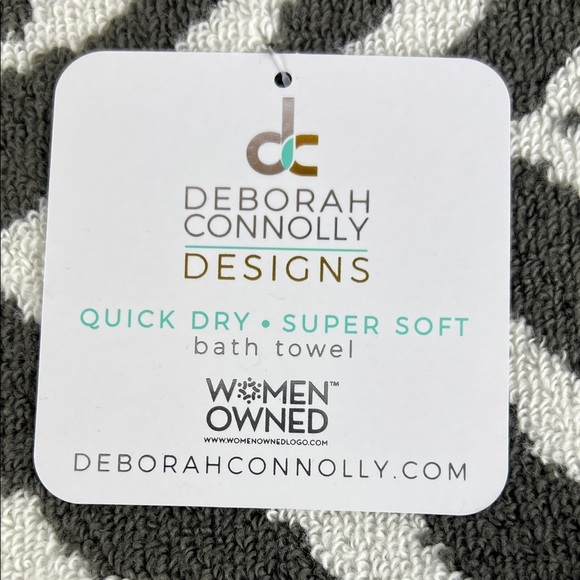 dc
DEBORAH
CONNOLLY
DESIGNS
QUICK DRY • SUPER SOFT
bath towel
WOMEN™
OWNED
WWW.WOMENOWNEDLOGO.COM
DEBORAHCONNOLLY.COM